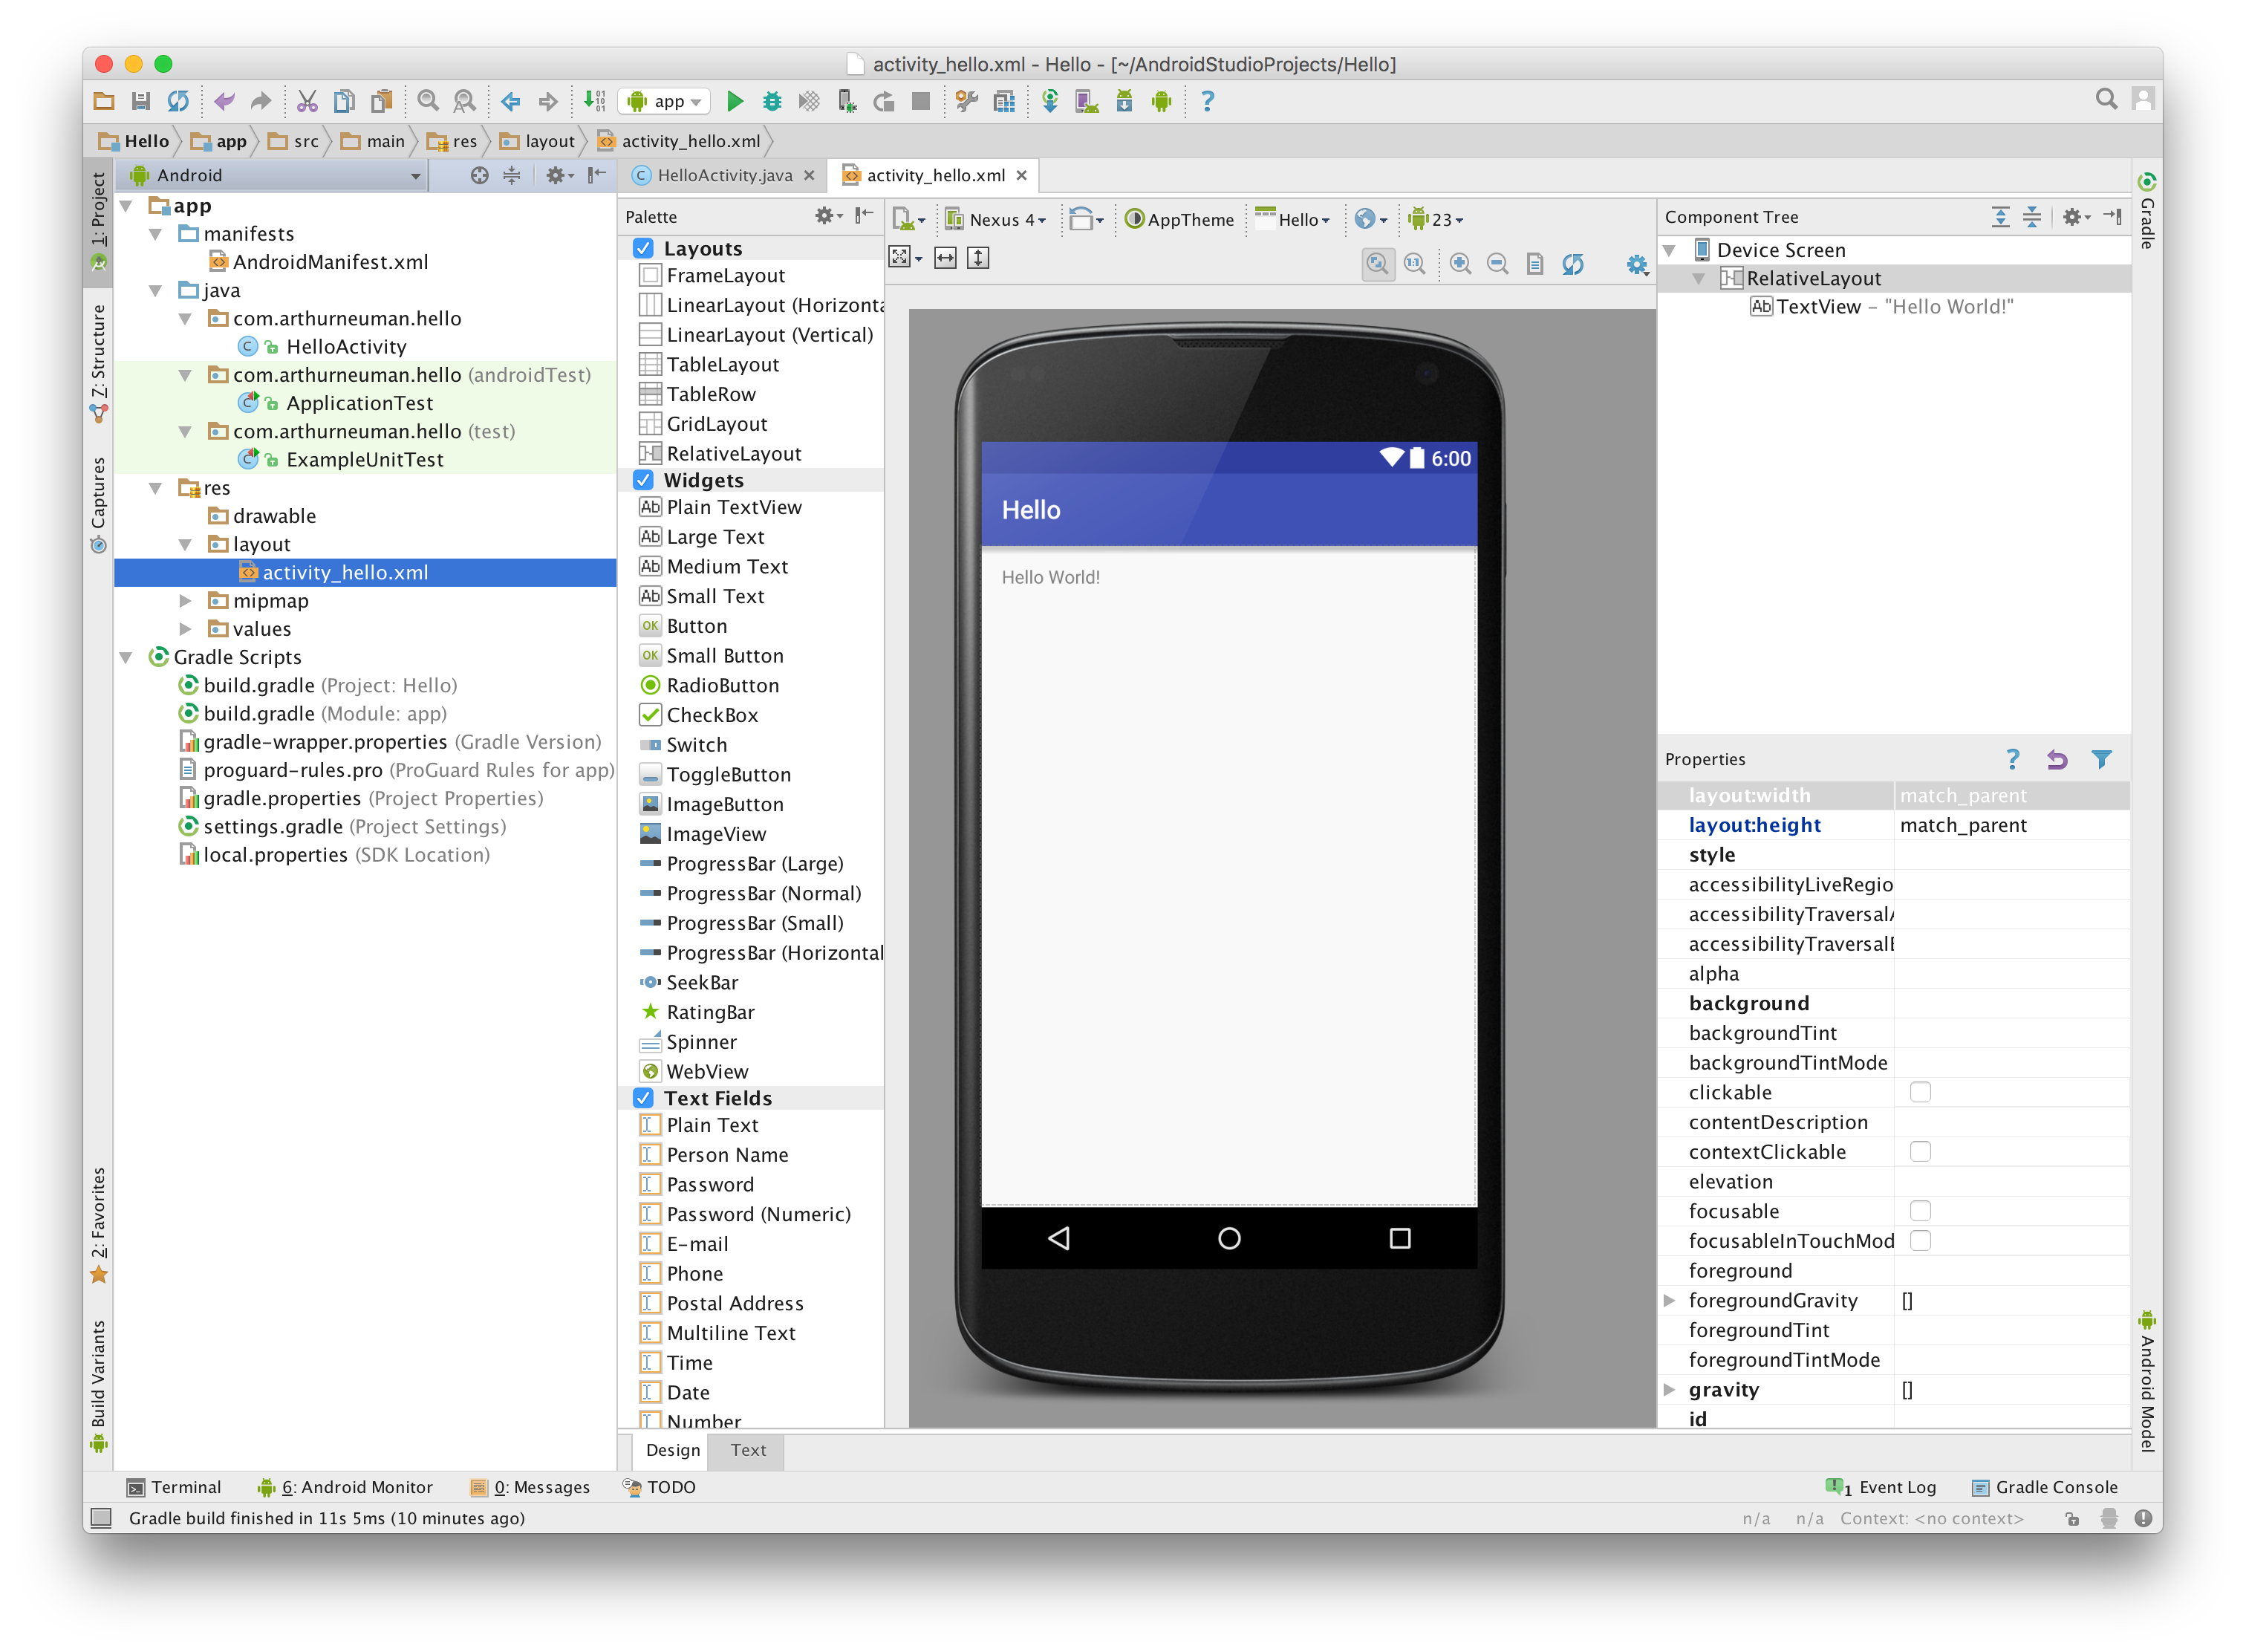 activity_hello.xml - Hello - [~/AndroidStudioProjects/Hello]
app
Hello app src main res layout activity_hello.xml
1: Project
Z: Structure
Captures
2: Favorites
Build Variants
Android
app
manifests
AndroidManifest.xml
java
com.arthurneuman.hello
HelloActivity
com.arthurneuman.hello (androidTest)
ApplicationTest
com.arthurneuman.hello (test)
ExampleUnitTest
res
drawable
layout
activity_hello.xml
mipmap
values
Gradle Scripts
build.gradle (Project: Hello)
build.gradle (Module: app)
gradle-wrapper.properties (Gradle Version)
proguard-rules.pro (ProGuard Rules for app)
gradle.properties (Project Properties)
settings.gradle (Project Settings)
local.properties (SDK Location)
HelloActivity.java activity_hello.xml
Palette
Layouts
FrameLayout
LinearLayout (Horizonta
LinearLayout (Vertical)
TableLayout
TableRow
GridLayout
RelativeLayout
Widgets
Ab Plain TextView
Ab Large Text
Ab Medium Text
Ab Small Text
OK Button
OK Small Button
RadioButton
CheckBox
Switch
ToggleButton
ImageButton
ImageView
ProgressBar (Large)
ProgressBar (Normal)
ProgressBar (Small)
ProgressBar (Horizontal
SeekBar
RatingBar
Spinner
WebView
Text Fields
Plain Text
Person Name
Password
Password (Numeric)
E-mail
Phone
Postal Address
Multiline Text
Time
Date
Number
Nexus 4 AppTheme Hello 23
6:00
Hello
Hello World!
Design Text
Component Tree
Device Screen
RelativeLayout
Ab TextView - "Hello World!"
Properties
layout:width match_parent
layout:height match_parent
style
accessibilityLiveRegio
accessibilityTraversalA
accessibilityTraversalB
alpha
background
backgroundTint
backgroundTintMode
clickable
contentDescription
contextClickable
elevation
focusable
focusableInTouchMod
foreground
foregroundGravity []
foregroundTint
foregroundTintMode
gravity []
id
Gradle
Android Model
Terminal 6: Android Monitor 0: Messages TODO 1 Event Log Gradle Console
Gradle build finished in 11s 5ms (10 minutes ago) n/a n/a Context: <no context>